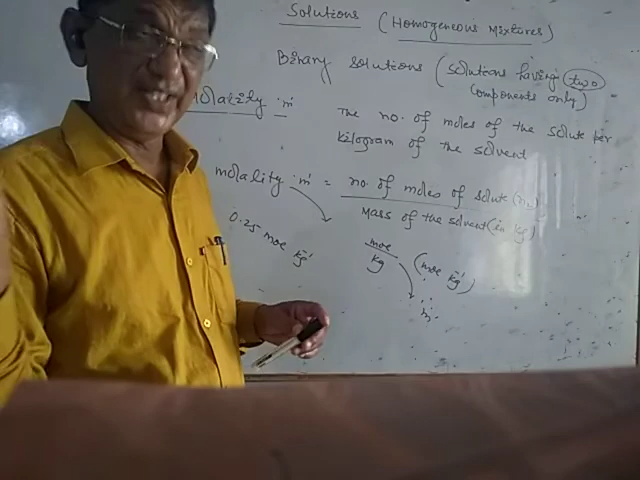 Solutions (Homogeneous Mixtures)
Binary solutions (solutions having two
components only)
molality 'm'
The no. of moles of the solute per
kilogram of the solvent
molality 'm' = no. of moles of solute
Mass of the solvent (in kg)
0.25 mol kg⁻¹
mol
kg
(mol kg⁻¹)
'm'